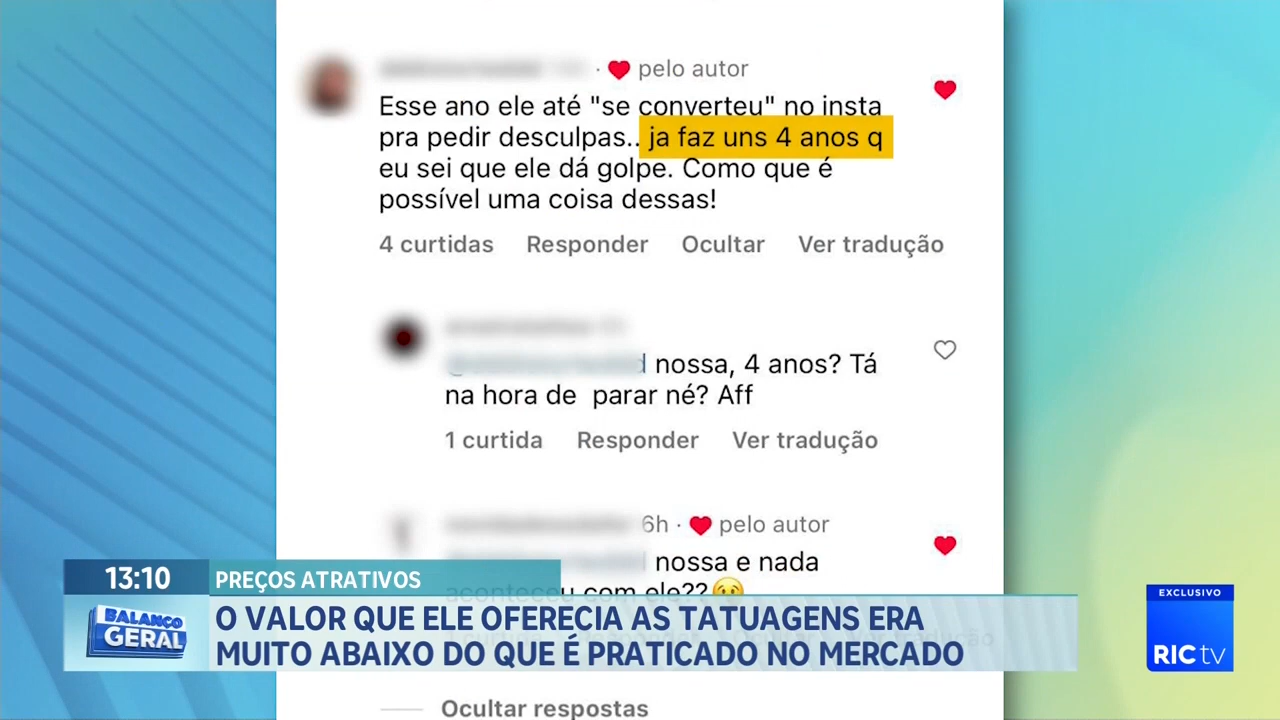 pelo autor
Esse ano ele até "se converteu" no insta
pra pedir desculpas.. ja faz uns 4 anos q
eu sei que ele dá golpe. Como que é
possível uma coisa dessas!
4 curtidas Responder Ocultar Ver tradução
nossa, 4 anos? Tá
na hora de parar né? Aff
1 curtida Responder Ver tradução
6h · pelo autor
nossa e nada
aconteceu com ele??🥹
13:10 PREÇOS ATRATIVOS
BALANÇO GERAL
O VALOR QUE ELE OFERECIA AS TATUAGENS ERA
MUITO ABAIXO DO QUE É PRATICADO NO MERCADO
EXCLUSIVO
RICtv
Ocultar respostas